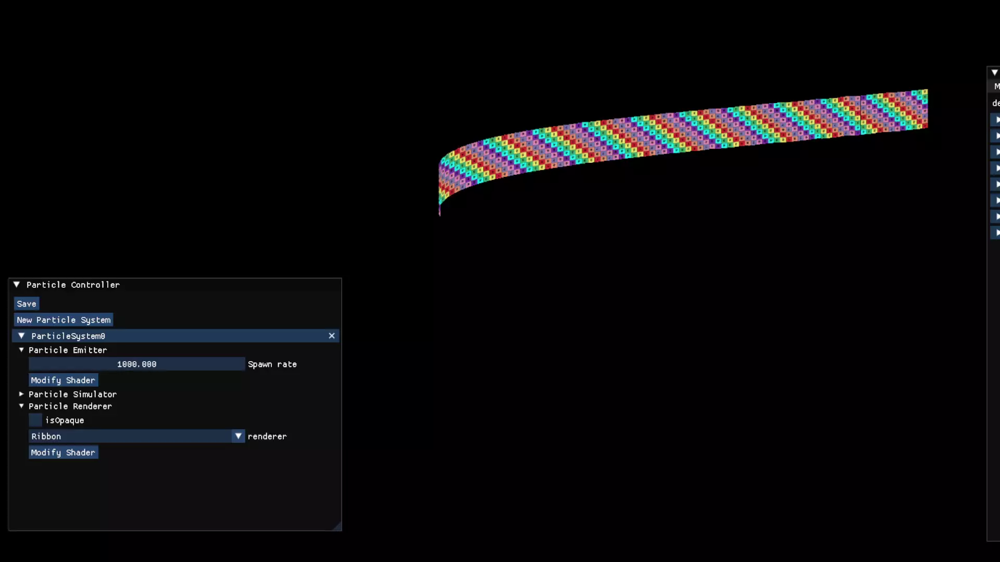 Particle Controller
Save
New Particle System
ParticleSystem0
Particle Emitter
1000.000 Spawn rate
Modify Shader
Particle Simulator
Particle Renderer
isOpaque
Ribbon renderer
Modify Shader
M
de